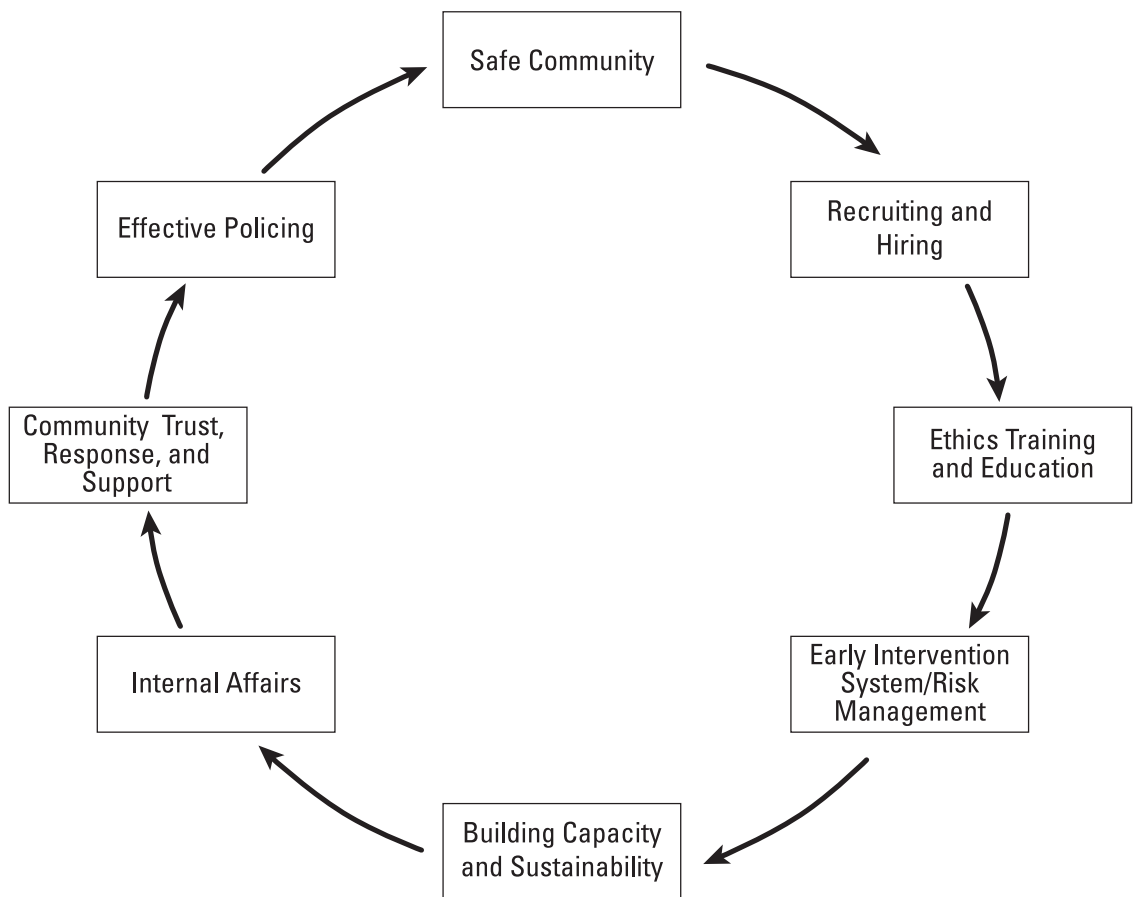 Safe Community
Recruiting and
Hiring
Ethics Training
and Education
Early Intervention
System/Risk
Management
Building Capacity
and Sustainability
Internal Affairs
Community Trust,
Response, and
Support
Effective Policing